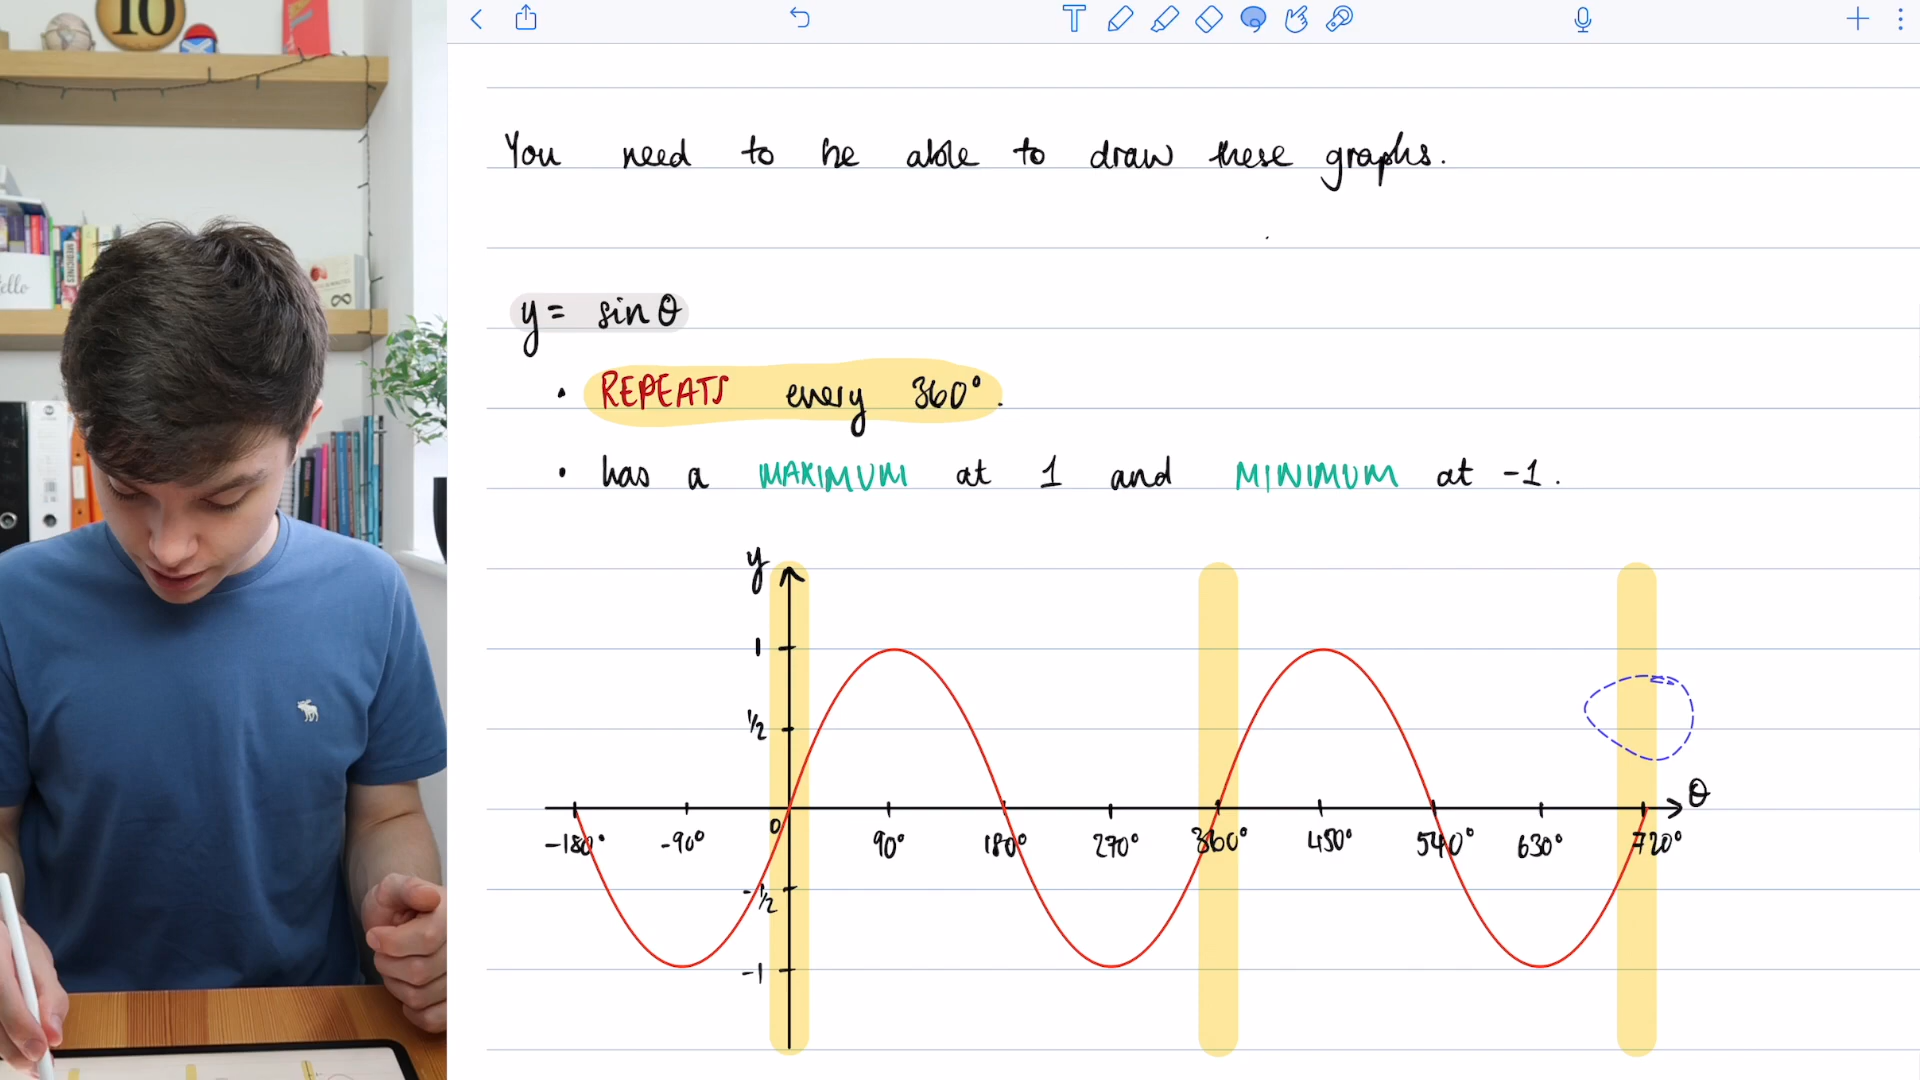 10
ello
You need to be able to draw these graphs.
y = sin θ
• REPEATS every 360°.
• has a MAXIMUM at 1 and MINIMUM at -1.
y
1
1/2
θ
0
-180° -90° 90° 180° 270° 360° 450° 540° 630° 720°
-1/2
-1